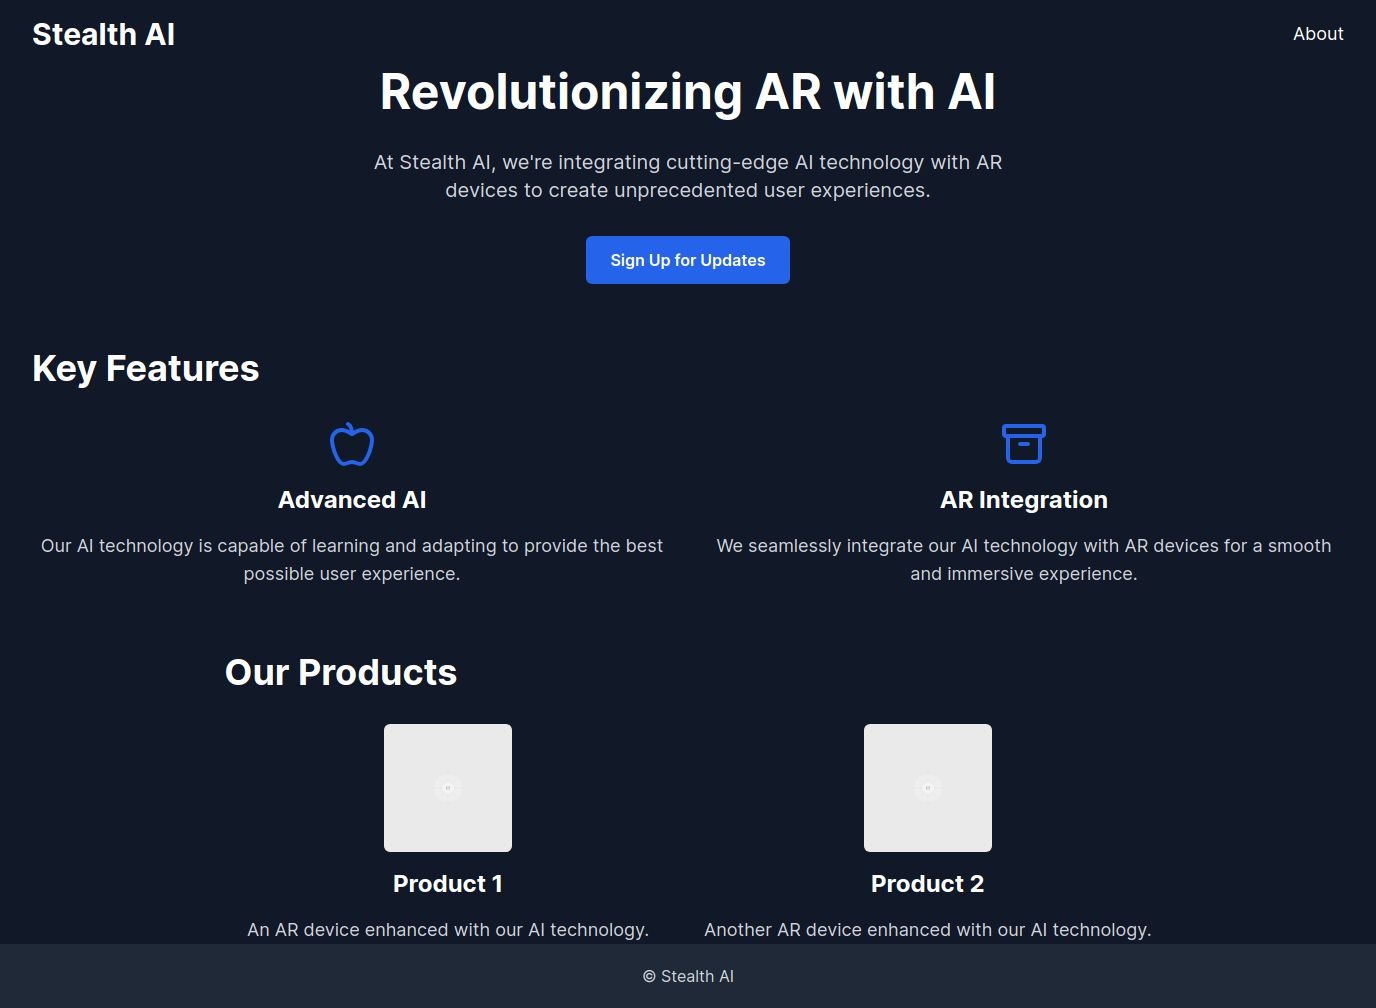 Stealth AI
About
Revolutionizing AR with AI
At Stealth AI, we're integrating cutting-edge AI technology with AR
devices to create unprecedented user experiences.
Sign Up for Updates
Key Features
Advanced AI
Our AI technology is capable of learning and adapting to provide the best
possible user experience.
AR Integration
We seamlessly integrate our AI technology with AR devices for a smooth
and immersive experience.
Our Products
Product 1
An AR device enhanced with our AI technology.
Product 2
Another AR device enhanced with our AI technology.
© Stealth AI